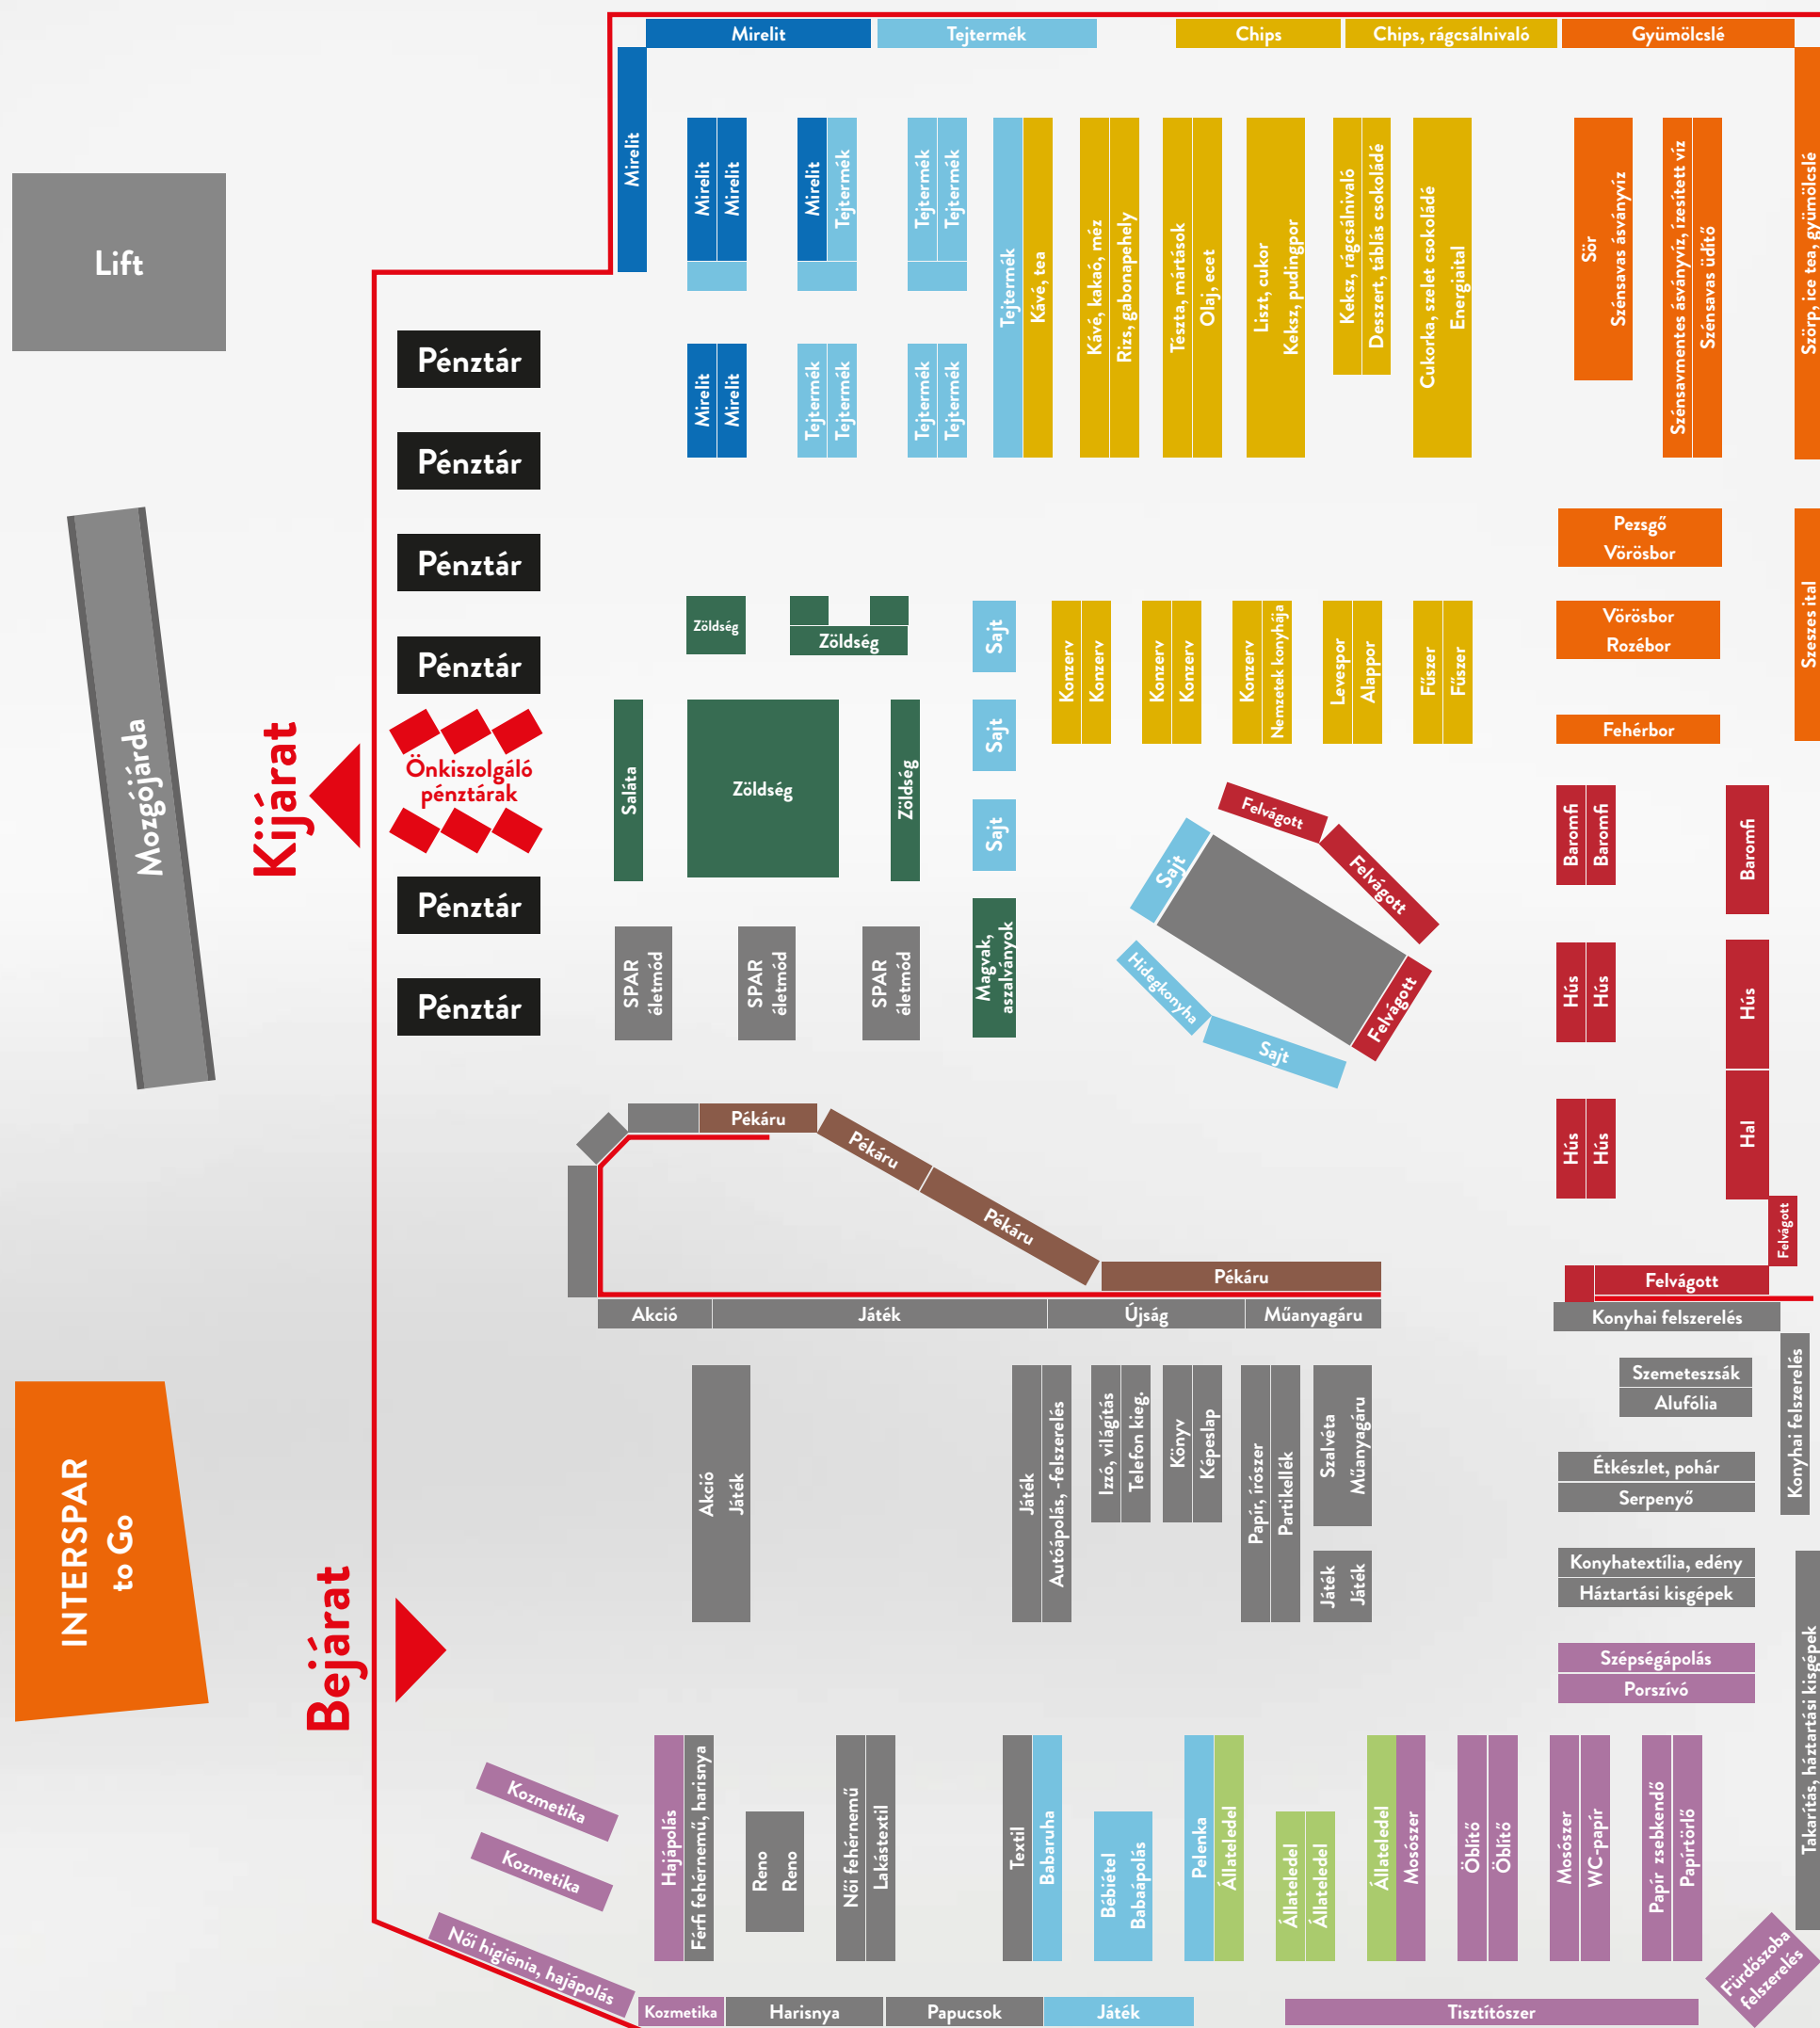 Mirelit
Tejtermék
Chips
Chips, rágcsálnivaló
Gyümölcslé
Mirelit
Mirelit
Mirelit
Mirelit
Tejtermék
Tejtermék
Tejtermék
Tejtermék
Kávé, tea
Kávé, kakaó, méz
Rizs, gabonapehely
Tészta, mártások
Olaj, ecet
Liszt, cukor
Keksz, pudingpor
Keksz, rágcsálnivaló
Desszert, táblás csokoládé
Cukorka, szelet csokoládé
Energiaital
Sör
Szénsavas ásványvíz
Szénsavmentes ásványvíz, ízesített víz
Szénsavas üdítő
Szörp, ice tea, gyümölcslé
Lift
Mirelit
Mirelit
Tejtermék
Tejtermék
Tejtermék
Tejtermék
Pénztár
Pénztár
Pénztár
Pénztár
Önkiszolgáló
pénztárak
Pénztár
Pénztár
Mozgójárda
Kijárat
Pezsgő
Vörösbor
Vörösbor
Rozébor
Fehérbor
Szeszes ital
Zöldség
Zöldség
Saláta
Zöldség
Zöldség
Sajt
Sajt
Sajt
Magvak,
aszalványok
Konzerv
Konzerv
Konzerv
Konzerv
Konzerv
Nemzetek konyhája
Levespor
Alappor
Fűszer
Fűszer
SPAR
életmód
SPAR
életmód
SPAR
életmód
Felvágott
Felvágott
Felvágott
Sajt
Hidegkonyha
Sajt
Baromfi
Baromfi
Baromfi
Hús
Hús
Hús
Hús
Hús
Hal
Felvágott
Felvágott
Pékáru
Pékáru
Pékáru
Pékáru
Akció
Játék
Újság
Műanyagáru
Konyhai felszerelés
Konyhai felszerelés
Szemeteszsák
Alufólia
Étkészlet, pohár
Serpenyő
Konyhatextília, edény
Háztartási kisgépek
Szépségápolás
Porszívó
Takarítás, háztartási kisgépek
Akció
Játék
Játék
Autóápolás, -felszerelés
Izzó, világítás
Telefon kieg.
Könyv
Képeslap
Papír, írószer
Partikellék
Szalvéta
Műanyagáru
Játék
Játék
INTERSPAR
to Go
Bejárat
Kozmetika
Kozmetika
Női higiénia, hajápolás
Hajápolás
Férfi fehérnemű, harisnya
Reno
Reno
Női fehérnemű
Lakástextil
Textil
Babaruha
Bébiétel
Babaápolás
Pelenka
Állateledel
Állateledel
Állateledel
Állateledel
Mosószer
Öblítő
Öblítő
Mosószer
WC-papír
Papír zsebkendő
Papírtörlő
Fürdőszoba
felszerelés
Kozmetika
Harisnya
Papucsok
Játék
Tisztítószer